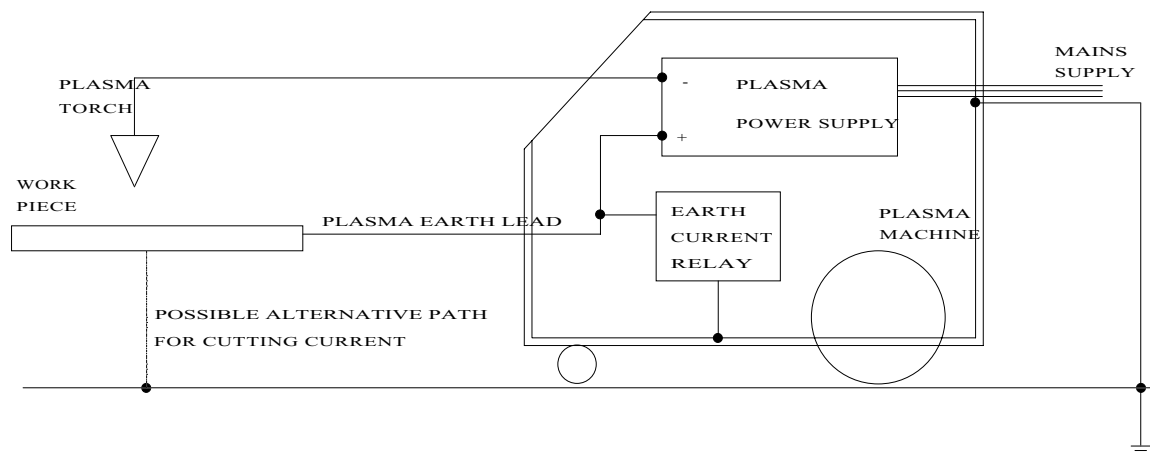 MAINS
SUPPLY
PLASMA
TORCH
-
PLASMA
POWER SUPPLY
+
WORK
PIECE
PLASMA EARTH LEAD
EARTH
CURRENT
RELAY
PLASMA
MACHINE
POSSIBLE ALTERNATIVE PATH
FOR CUTTING CURRENT